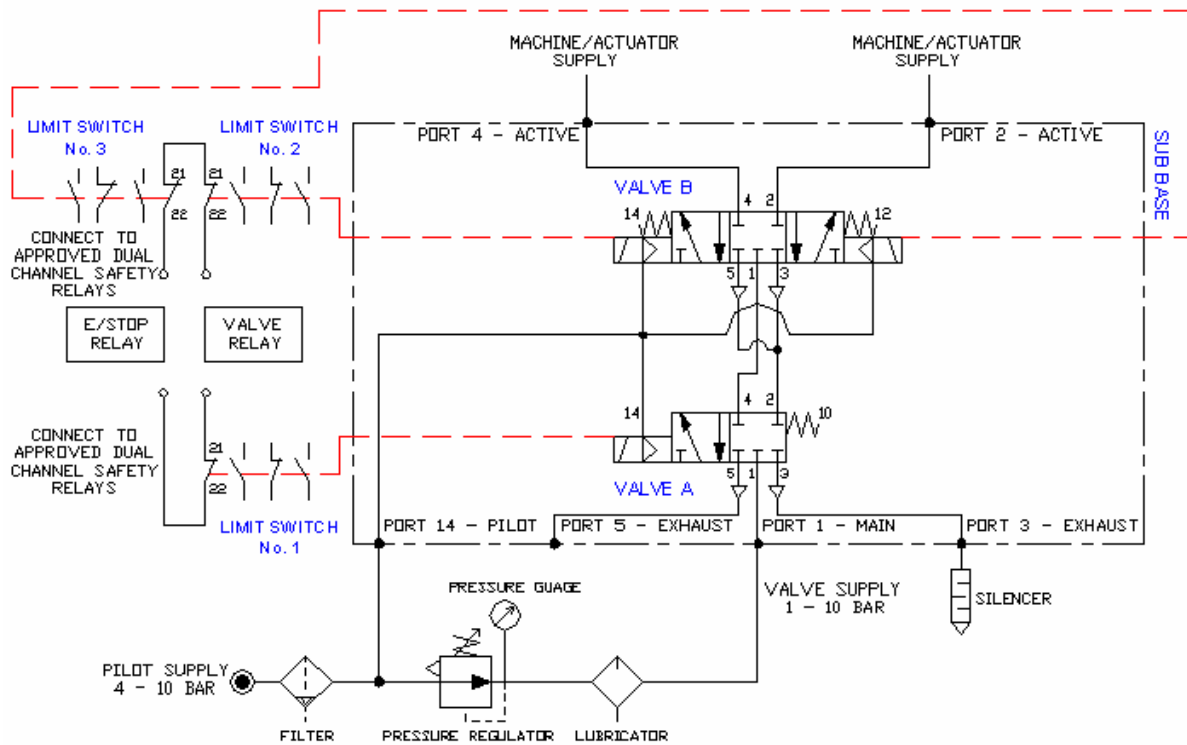 MACHINE/ACTUATOR
SUPPLY
MACHINE/ACTUATOR
SUPPLY
LIMIT SWITCH
No. 3
LIMIT SWITCH
No. 2
PORT 4 - ACTIVE
PORT 2 - ACTIVE
SUB BASE
21
21
22
22
VALVE B
4
2
14
12
5
1
3
CONNECT TO
APPROVED DUAL
CHANNEL SAFETY
RELAYS
E/STOP
RELAY
VALVE
RELAY
4
2
14
10
5
1
3
VALVE A
CONNECT TO
APPROVED DUAL
CHANNEL SAFETY
RELAYS
21
22
LIMIT SWITCH
No.1
PORT 14 - PILOT
PORT 5 - EXHAUST
PORT 1 - MAIN
PORT 3 - EXHAUST
PRESSURE GUAGE
VALVE SUPPLY
1 - 10 BAR
SILENCER
PILOT SUPPLY
4 - 10 BAR
FILTER
PRESSURE REGULATOR
LUBRICATOR